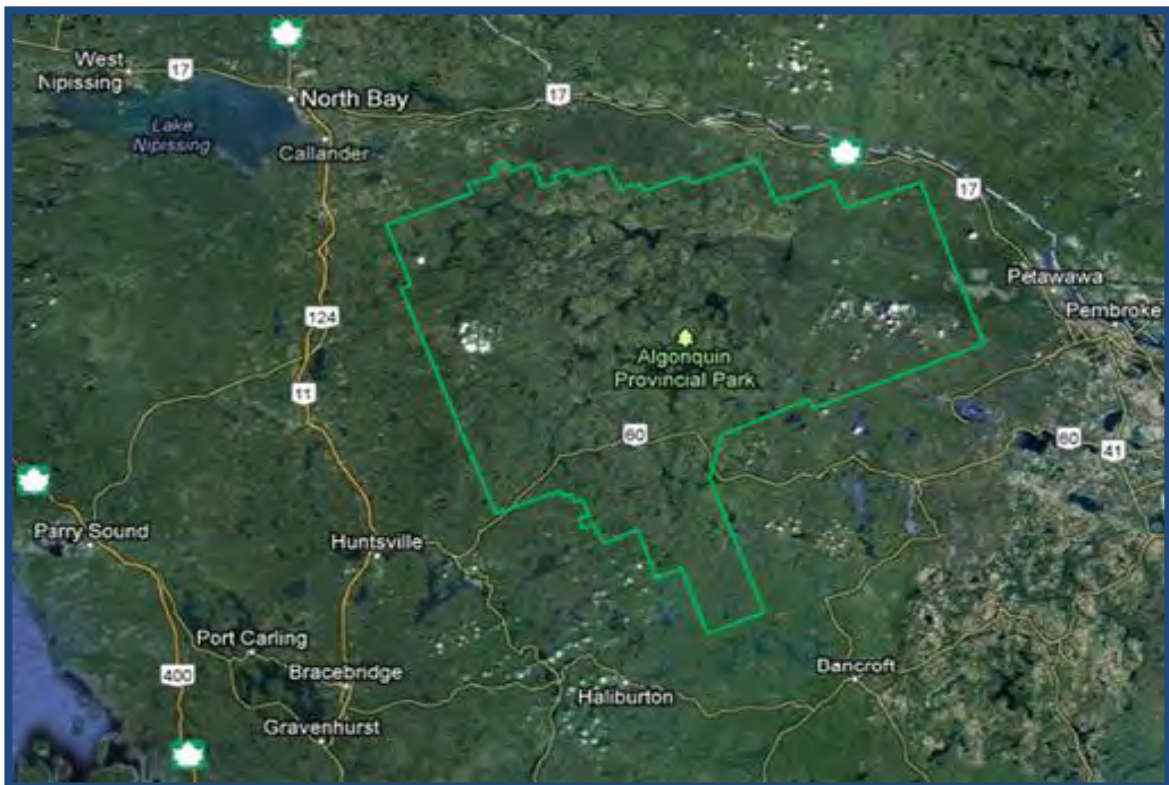 West
Nipissing
17
North Bay
17
Lake
Nipissing
Callander
17
Petawawa
Pembroke
124
Algonquin
Provincial Park
11
60
60
41
Parry Sound
Huntsville
Port Carling
400
Bracebridge
Bancroft
Haliburton
Gravenhurst